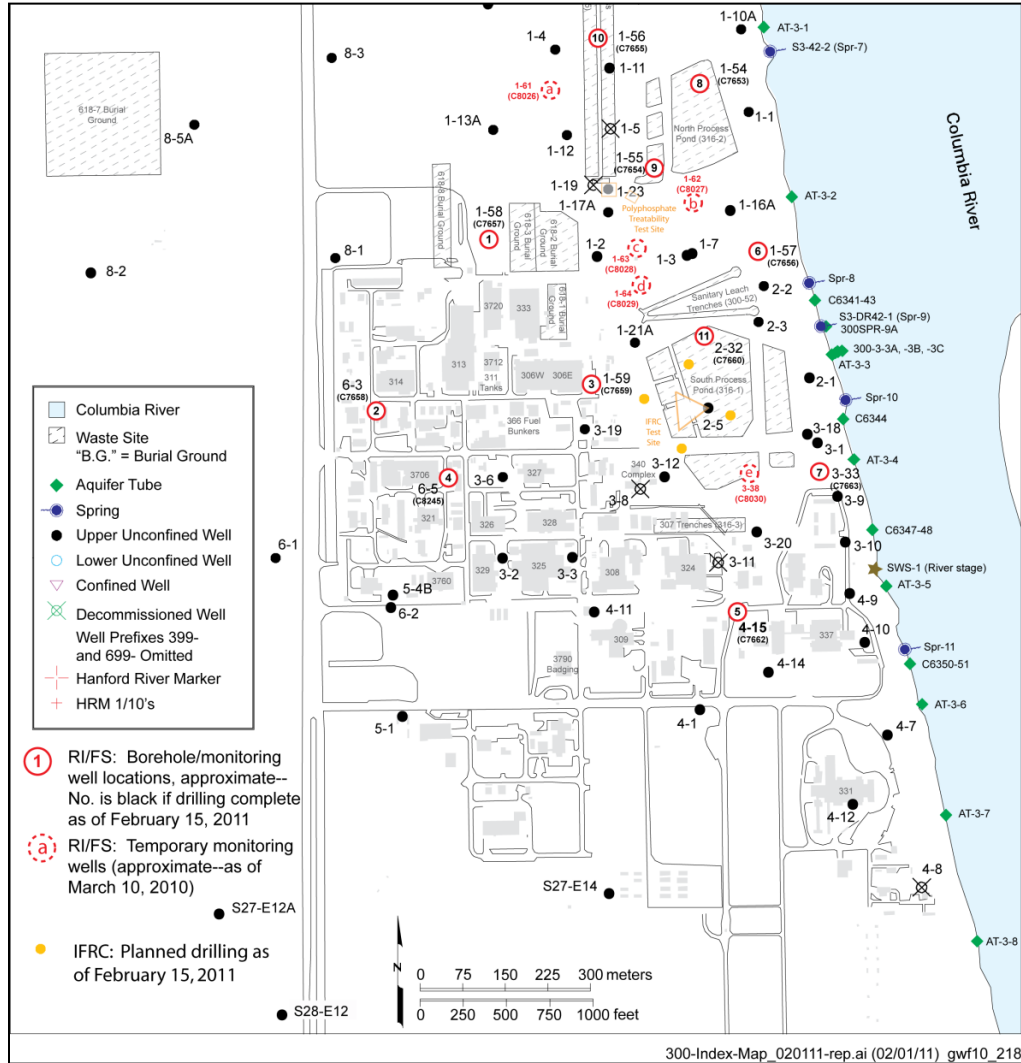 1-10A
AT-3-1
1-56
(C7655)
10
1-4
S3-42-2 (Spr-7)
8-3
1-11
1-54
(C7653)
8
1-61
(C8026)
a
618-7 Burial
Ground
1-1
8-5A
1-13A
1-12
1-5
North Process
Pond (316-2)
Columbia River
1-55
(C7654)
9
1-62
(C8027)
b
1-19
1-23
618-8 Burial Ground
AT-3-2
1-17A
Polyphosphate
Treatability
Test Site
1-16A
1-58
(C7657)
1
618-3 Burial
Ground
618-2 Burial
Ground
8-1
1-2
c
1-63
(C8028)
1-3
1-7
6
1-57
(C7656)
8-2
Spr-8
d
1-64
(C8029)
Sanitary Leach
Trenches (300-52)
2-2
C6341-43
3720
333
618-1 Burial
Ground
S3-DR42-1 (Spr-9)
300SPR-9A
2-3
313
1-21A
11
2-32
(C7660)
300-3-3A, -3B, -3C
AT-3-3
3712
311
Tanks
314
306W
306E
3
1-59
(C7659)
South Process
Pond (316-1)
2-1
6-3
(C7658)
2
Spr-10
2-5
C6344
366 Fuel
Bunkers
3-19
IFRC
Test
Site
3-18
3-1
340
Complex
AT-3-4
3706
4
6-5
(C8245)
3-6
327
3-12
e
3-38
(C8030)
7
3-33
(C7663)
3-8
3-9
321
326
328
307 Trenches (316-3)
C6347-48
3-20
3-10
6-1
329
3-2
325
3-3
308
324
3-11
SWS-1 (River stage)
3760
AT-3-5
5-4B
4-9
6-2
4-11
5
4-15
(C7662)
309
337
4-10
Spr-11
C6350-51
3790
Badging
4-14
AT-3-6
5-1
4-1
4-7
331
4-12
AT-3-7
4-8
S27-E14
S27-E12A
AT-3-8
S28-E12
Columbia River
Waste Site
"B.G." = Burial Ground
Aquifer Tube
Spring
Upper Unconfined Well
Lower Unconfined Well
Confined Well
Decommissioned Well
Well Prefixes 399-
and 699- Omitted
Hanford River Marker
HRM 1/10's
1
RI/FS: Borehole/monitoring
well locations, approximate--
No. is black if drilling complete
as of February 15, 2011
a
RI/FS: Temporary monitoring
wells (approximate--as of
March 10, 2010)
IFRC: Planned drilling as
of February 15, 2011
N
0 75 150 225 300 meters
0 250 500 750 1000 feet
300-Index-Map_020111-rep.ai (02/01/11) gwf10_218